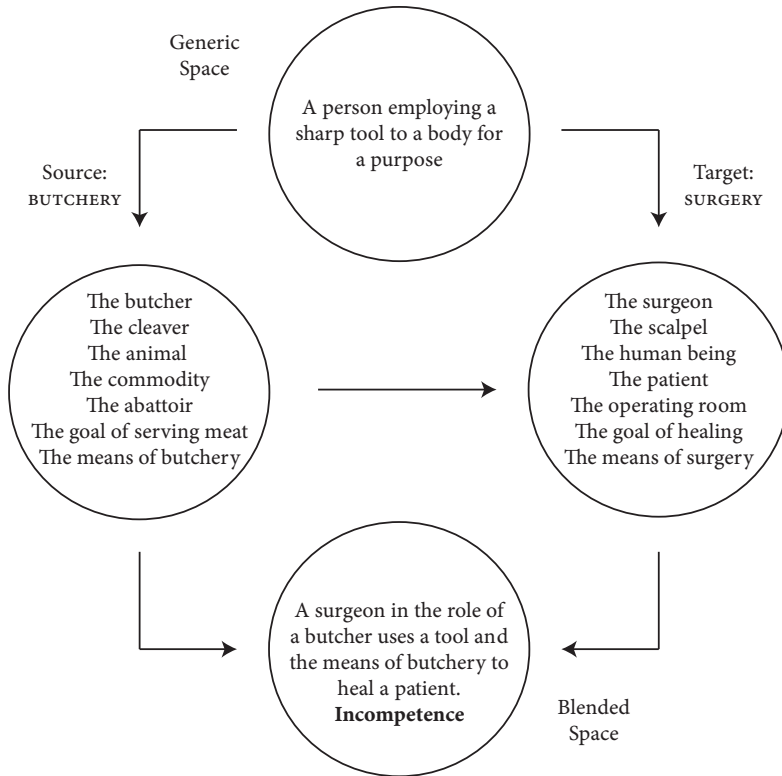 Generic
Space
A person employing a
sharp tool to a body for
a purpose
Source:
BUTCHERY
Target:
SURGERY
The butcher
The cleaver
The animal
The commodity
The abattoir
The goal of serving meat
The means of butchery
The surgeon
The scalpel
The human being
The patient
The operating room
The goal of healing
The means of surgery
A surgeon in the role of
a butcher uses a tool and
the means of butchery to
heal a patient.
Incompetence
Blended
Space